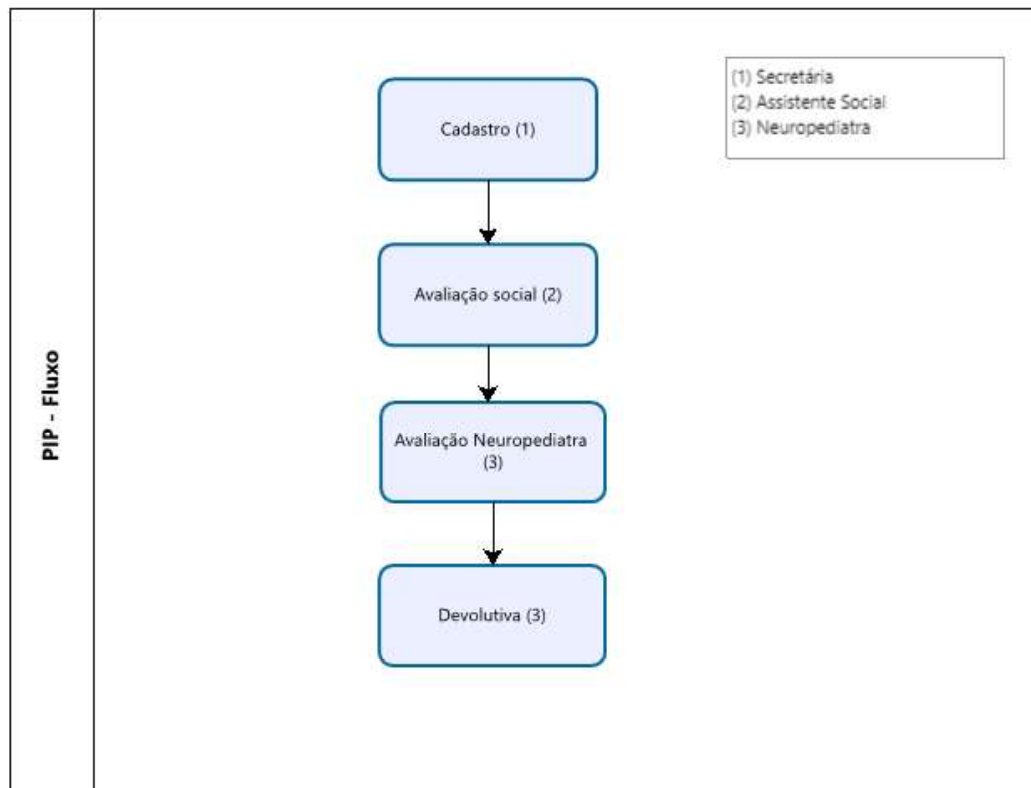 PIP - Fluxo
Cadastro (1)
(1) Secretária
(2) Assistente Social
(3) Neuropediatra
Avaliação social (2)
Avaliação Neuropediatra
(3)
Devolutiva (3)